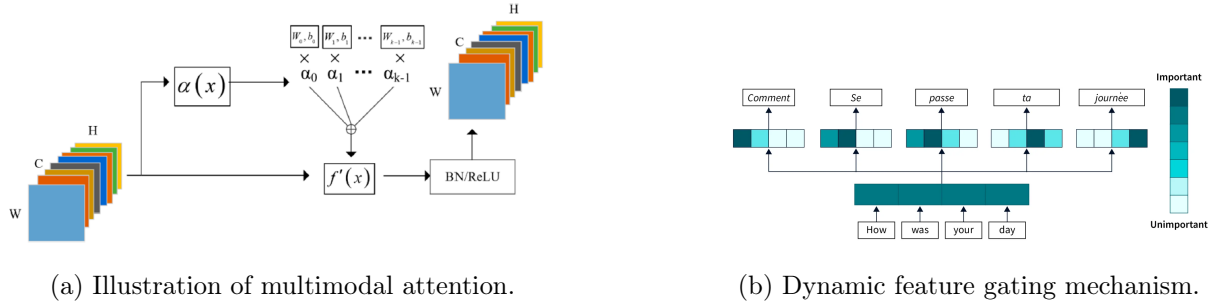 H
C
W
α(x)
W₀,b₀ W₁,b₁ ··· Wₖ₋₁,bₖ₋₁
× × ×
α₀ α₁ ··· αₖ₋₁
⊕
f′(x)
BN/ReLU
H
C
W
(a) Illustration of multimodal attention.
Important
Comment Se passe ta journèe
How was your day
Unimportant
(b) Dynamic feature gating mechanism.